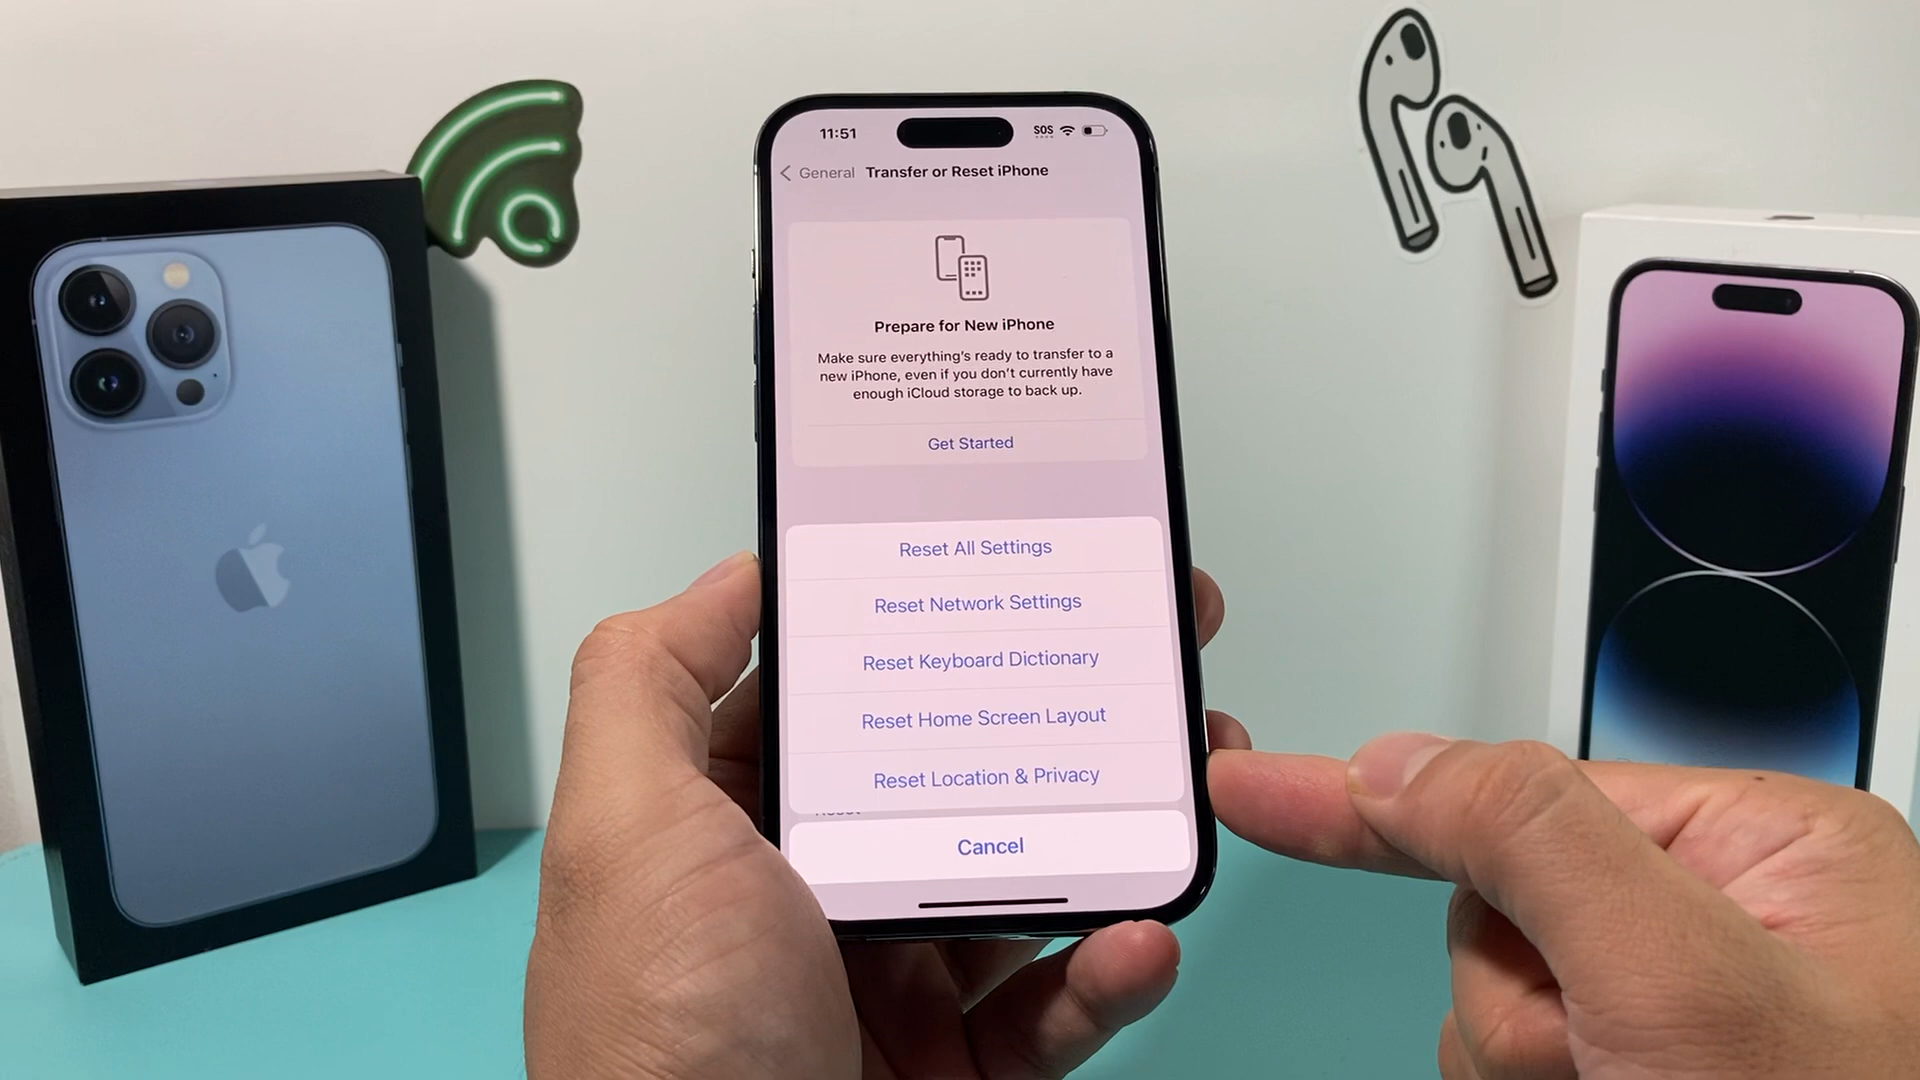 11:51
SOS
General
Transfer or Reset iPhone
Prepare for New iPhone
Make sure everything's ready to transfer to a
new iPhone, even if you don't currently have
enough iCloud storage to back up.
Get Started
Reset All Settings
Reset Network Settings
Reset Keyboard Dictionary
Reset Home Screen Layout
Reset Location & Privacy
Cancel